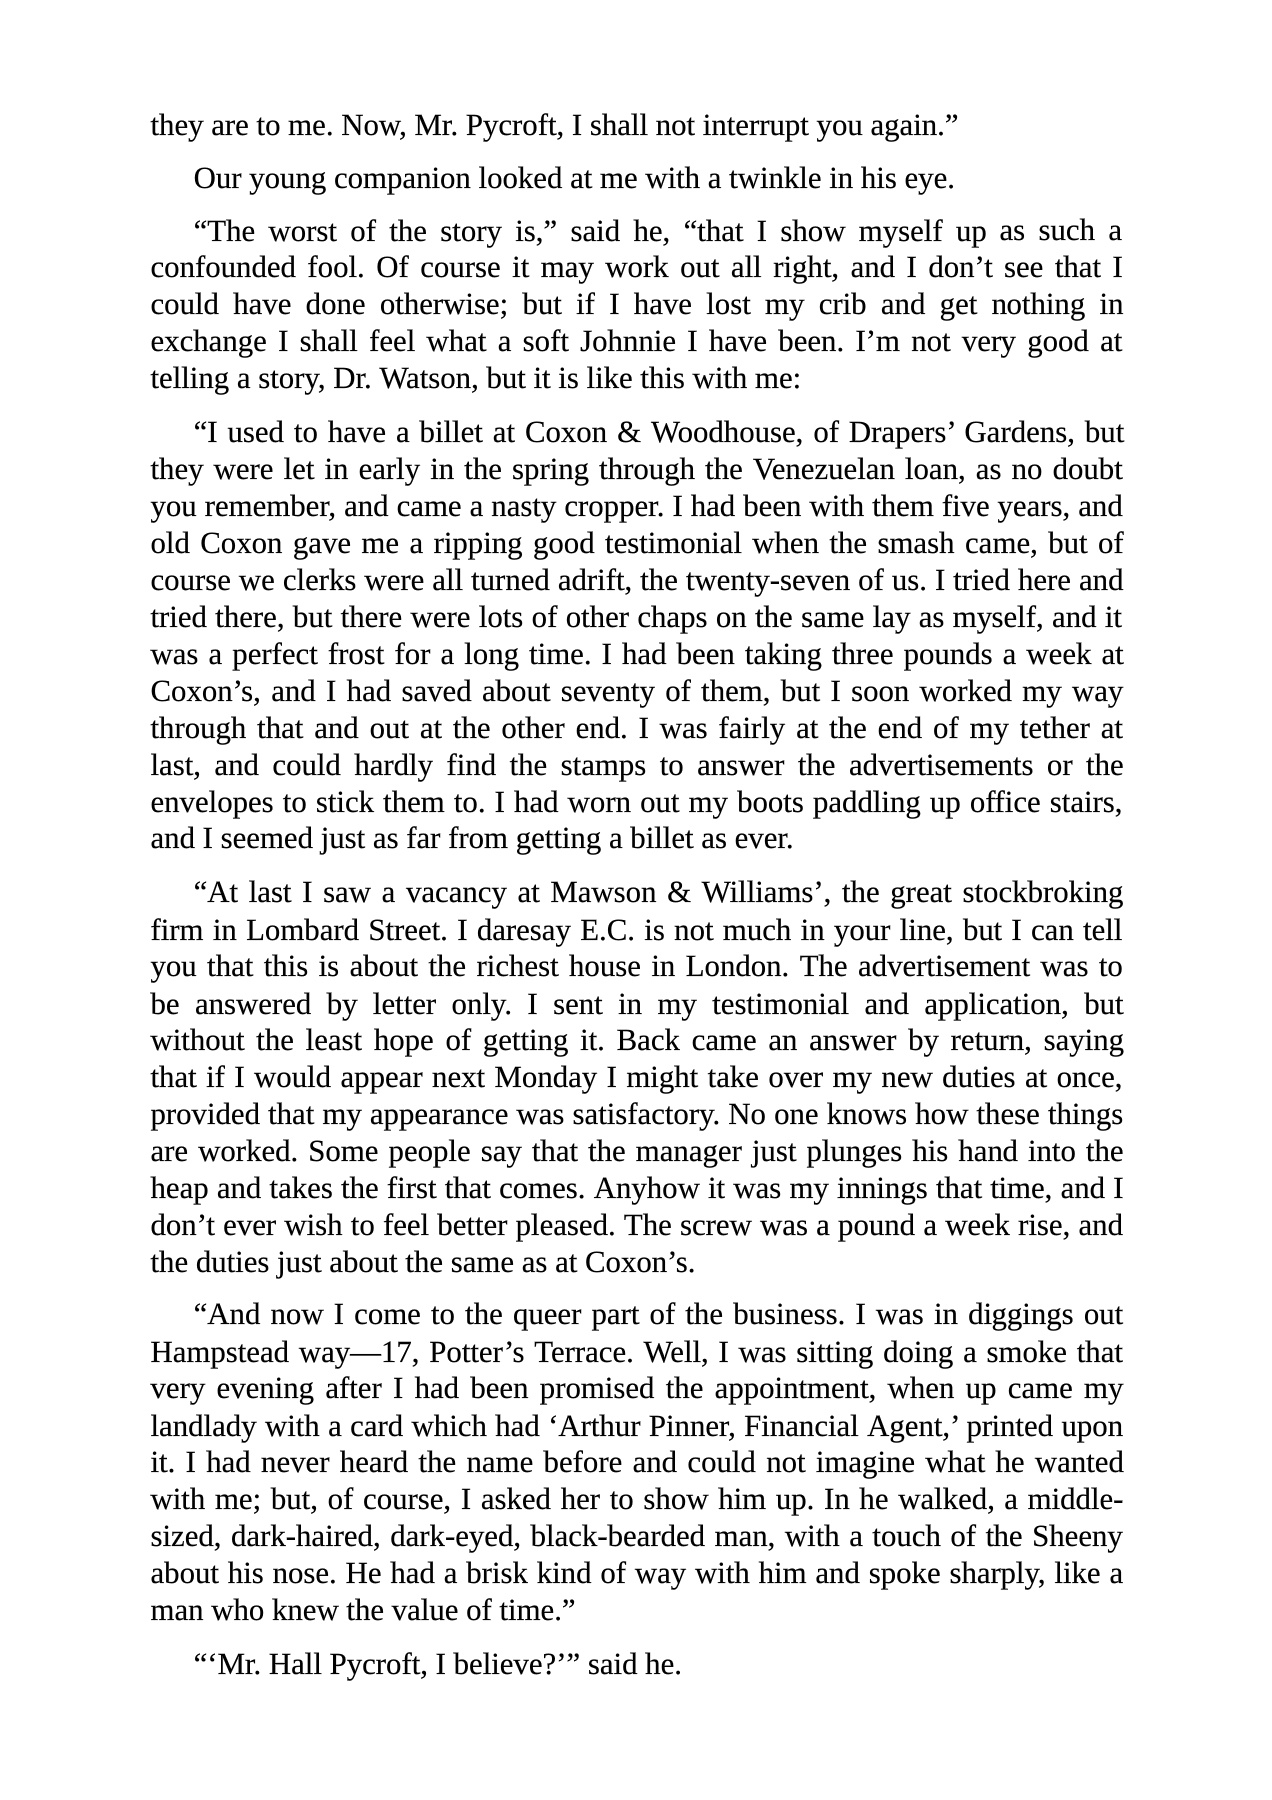 they are to me. Now, Mr. Pycroft, I shall not interrupt you again.”
Our young companion looked at me with a twinkle in his eye.
“The worst of the story is,” said he, “that I show myself up as such a
confounded fool. Of course it may work out all right, and I don’t see that I
could have done otherwise; but if I have lost my crib and get nothing in
exchange I shall feel what a soft Johnnie I have been. I’m not very good at
telling a story, Dr. Watson, but it is like this with me:
“I used to have a billet at Coxon & Woodhouse, of Drapers’ Gardens, but
they were let in early in the spring through the Venezuelan loan, as no doubt
you remember, and came a nasty cropper. I had been with them five years, and
old Coxon gave me a ripping good testimonial when the smash came, but of
course we clerks were all turned adrift, the twenty-seven of us. I tried here and
tried there, but there were lots of other chaps on the same lay as myself, and it
was a perfect frost for a long time. I had been taking three pounds a week at
Coxon’s, and I had saved about seventy of them, but I soon worked my way
through that and out at the other end. I was fairly at the end of my tether at
last, and could hardly find the stamps to answer the advertisements or the
envelopes to stick them to. I had worn out my boots paddling up office stairs,
and I seemed just as far from getting a billet as ever.
“At last I saw a vacancy at Mawson & Williams’, the great stockbroking
firm in Lombard Street. I daresay E.C. is not much in your line, but I can tell
you that this is about the richest house in London. The advertisement was to
be answered by letter only. I sent in my testimonial and application, but
without the least hope of getting it. Back came an answer by return, saying
that if I would appear next Monday I might take over my new duties at once,
provided that my appearance was satisfactory. No one knows how these things
are worked. Some people say that the manager just plunges his hand into the
heap and takes the first that comes. Anyhow it was my innings that time, and I
don’t ever wish to feel better pleased. The screw was a pound a week rise, and
the duties just about the same as at Coxon’s.
“And now I come to the queer part of the business. I was in diggings out
Hampstead way—17, Potter’s Terrace. Well, I was sitting doing a smoke that
very evening after I had been promised the appointment, when up came my
landlady with a card which had ‘Arthur Pinner, Financial Agent,’ printed upon
it. I had never heard the name before and could not imagine what he wanted
with me; but, of course, I asked her to show him up. In he walked, a middle-
sized, dark-haired, dark-eyed, black-bearded man, with a touch of the Sheeny
about his nose. He had a brisk kind of way with him and spoke sharply, like a
man who knew the value of time.”
“‘Mr. Hall Pycroft, I believe?’” said he.